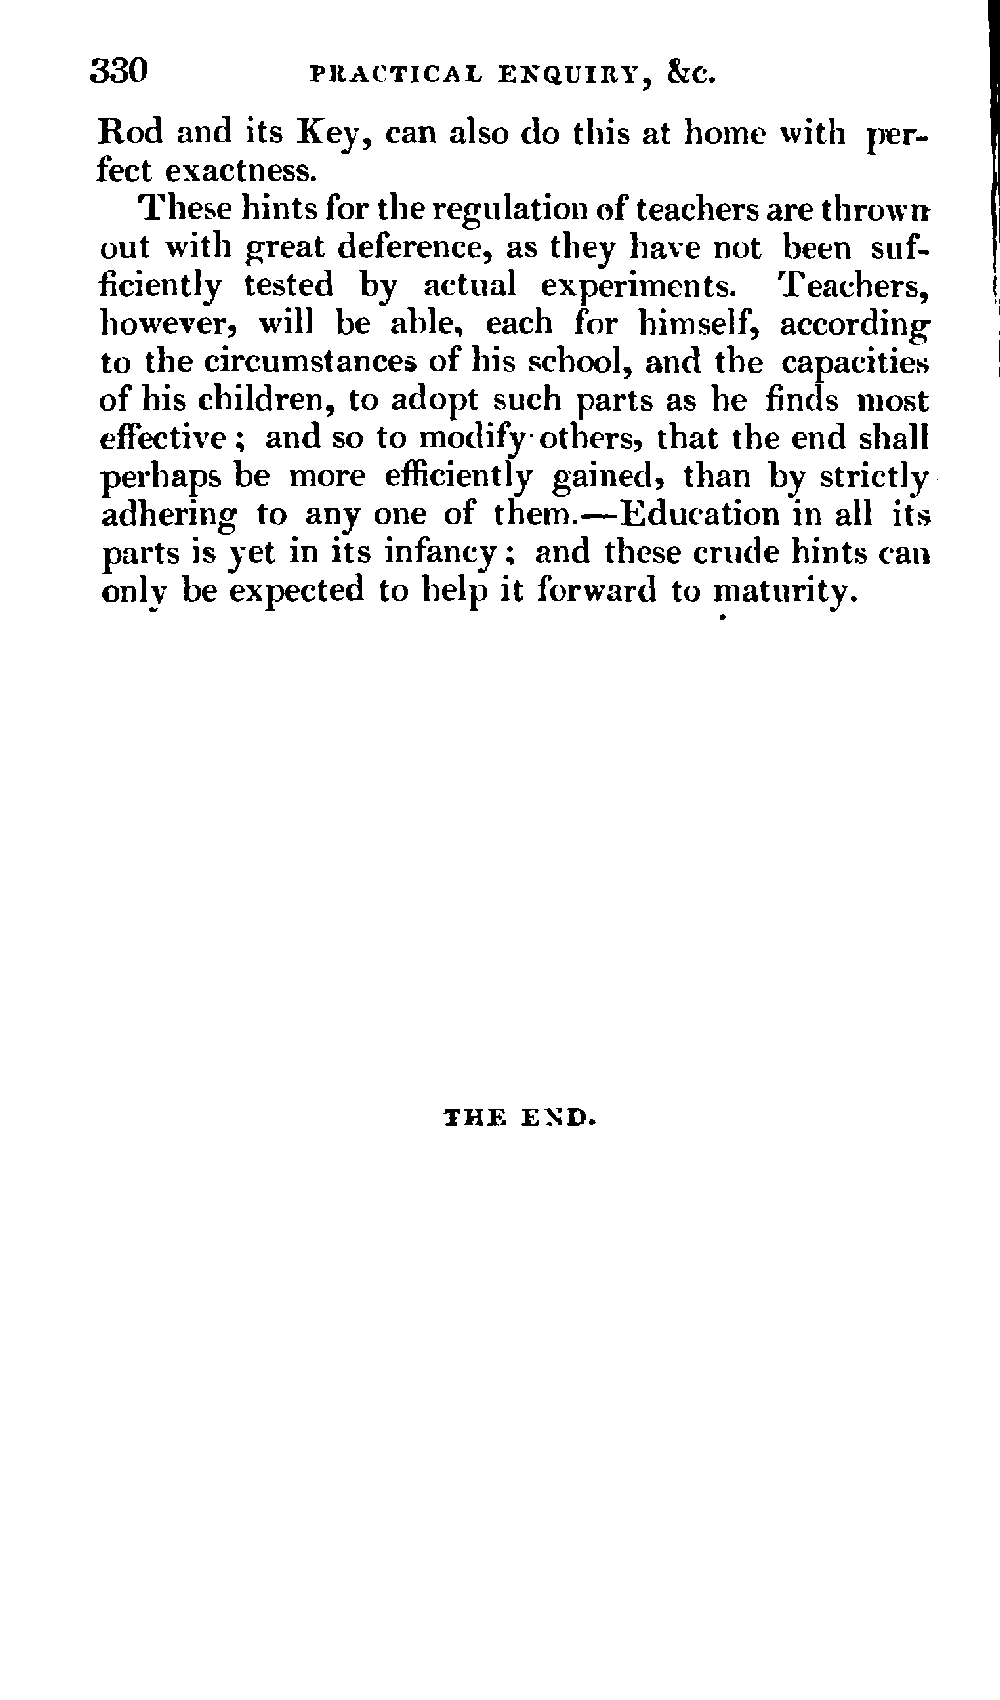 330 PRACTICAL ENQUIRY, &C.
Rod and its Key, can also do this at home with per-
fect exactness.
These hints for the regulation of teachers are thrown
out with great deference, as they have not been suf-
ficiently tested by actual experiments. Teachers,
however, will be able, each for himself, according
to the circumstances of his school, and the capacities
of his children, to adopt such parts as he finds most
effective; and so to modify others, that the end shall
perhaps be more efficiently gained, than by strictly
adhering to any one of them.—Education in all its
parts is yet in its infancy; and these crude hints can
only be expected to help it forward to maturity.
THE END.